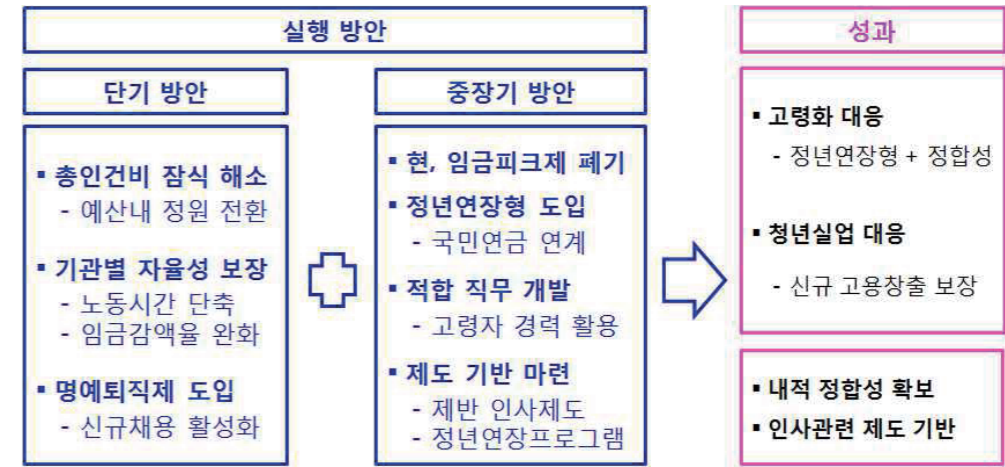 실행 방안
단기 방안
▪ 총인건비 잠식 해소
- 예산내 정원 전환
▪ 기관별 자율성 보장
- 노동시간 단축
- 임금감액율 완화
▪ 명예퇴직제 도입
- 신규채용 활성화
중장기 방안
▪ 현, 임금피크제 폐기
▪ 정년연장형 도입
- 국민연금 연계
▪ 적합 직무 개발
- 고령자 경력 활용
▪ 제도 기반 마련
- 제반 인사제도
- 정년연장프로그램
성과
▪ 고령화 대응
- 정년연장형 + 정합성
▪ 청년실업 대응
- 신규 고용창출 보장
▪ 내적 정합성 확보
▪ 인사관련 제도 기반